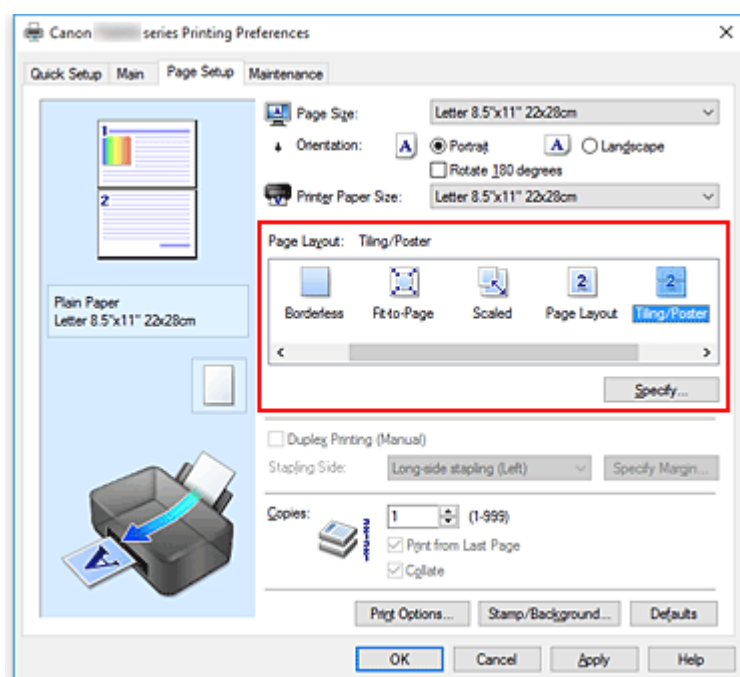 Canon series Printing Preferences
Quick Setup Main Page Setup Maintenance
Page Size: Letter 8.5"x11" 22x28cm
Orientation: A Portrait A Landscape
Rotate 180 degrees
Printer Paper Size: Letter 8.5"x11" 22x28cm
1
2
Plain Paper
Letter 8.5"x11" 22x28cm
Page Layout: Tiling/Poster
2 2
Borderless Fit-to-Page Scaled Page Layout Tiling/Poster
Specify...
Duplex Printing (Manual)
Stapling Side: Long-side stapling (Left) Specify Margin...
Copies: 1 (1-999)
Print from Last Page
Collate
A
Print Options... Stamp/Background... Defaults
OK Cancel Apply Help